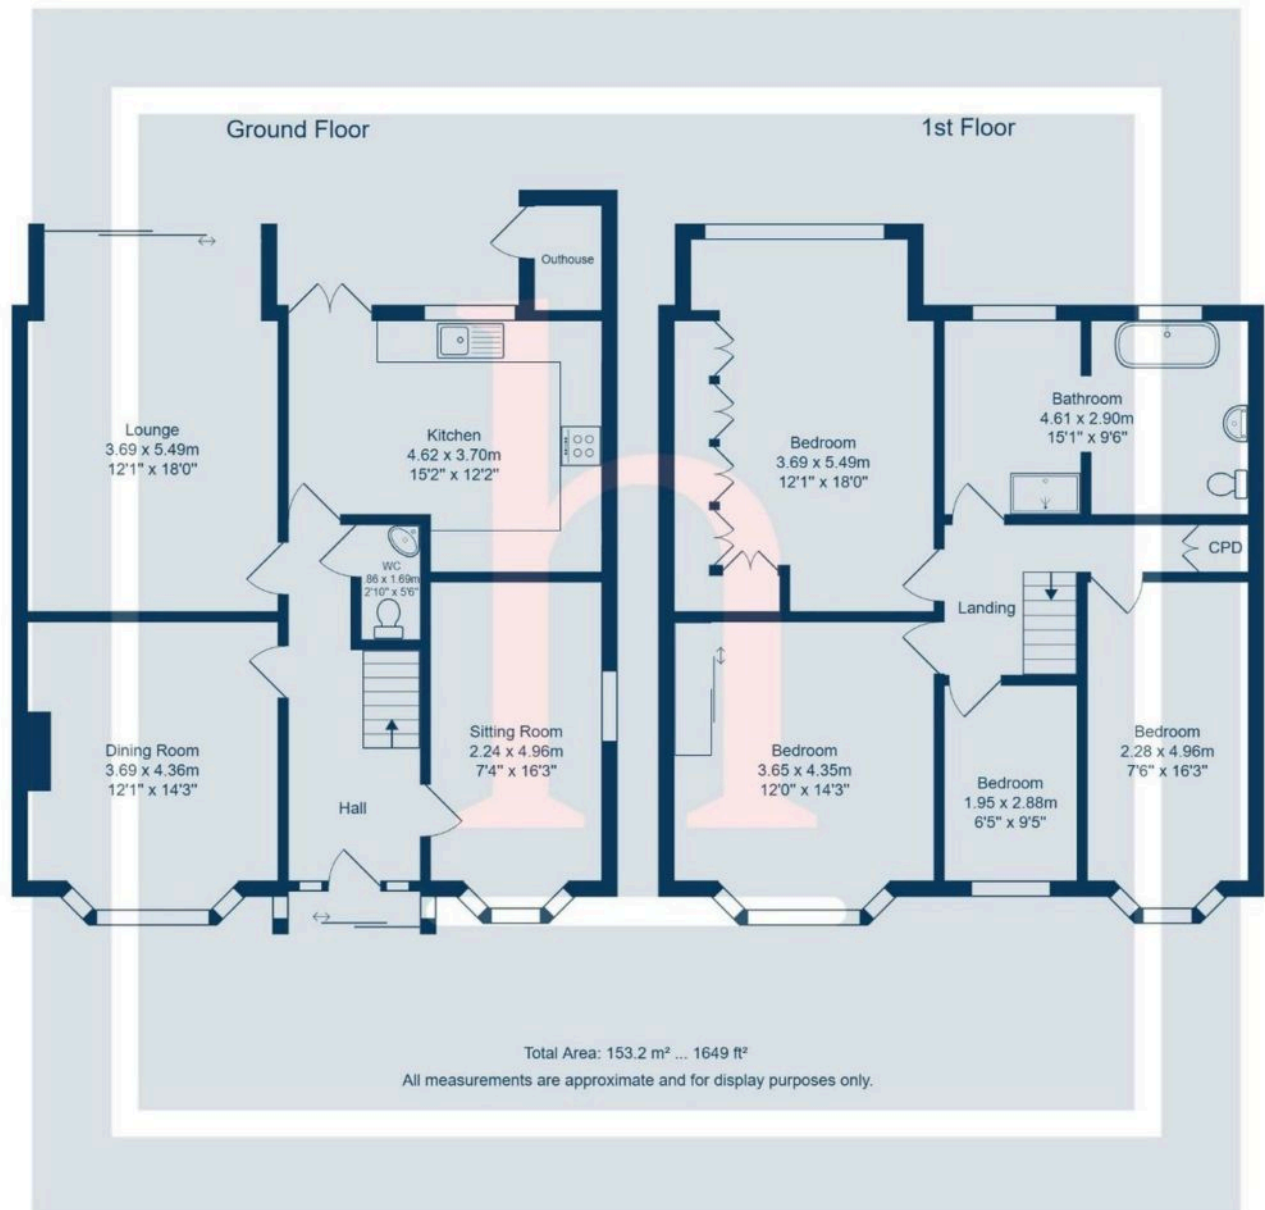 Ground Floor
1st Floor
Outhouse
Lounge
3.69 x 5.49m
12'1" x 18'0"
Kitchen
4.62 x 3.70m
15'2" x 12'2"
WC
.86 x 1.69m
2'10" x 5'6"
Dining Room
3.69 x 4.36m
12'1" x 14'3"
Hall
Sitting Room
2.24 x 4.96m
7'4" x 16'3"
Bedroom
3.69 x 5.49m
12'1" x 18'0"
Bathroom
4.61 x 2.90m
15'1" x 9'6"
CPD
Landing
Bedroom
3.65 x 4.35m
12'0" x 14'3"
Bedroom
1.95 x 2.88m
6'5" x 9'5"
Bedroom
2.28 x 4.96m
7'6" x 16'3"
Total Area: 153.2 m² ... 1649 ft²
All measurements are approximate and for display purposes only.
h